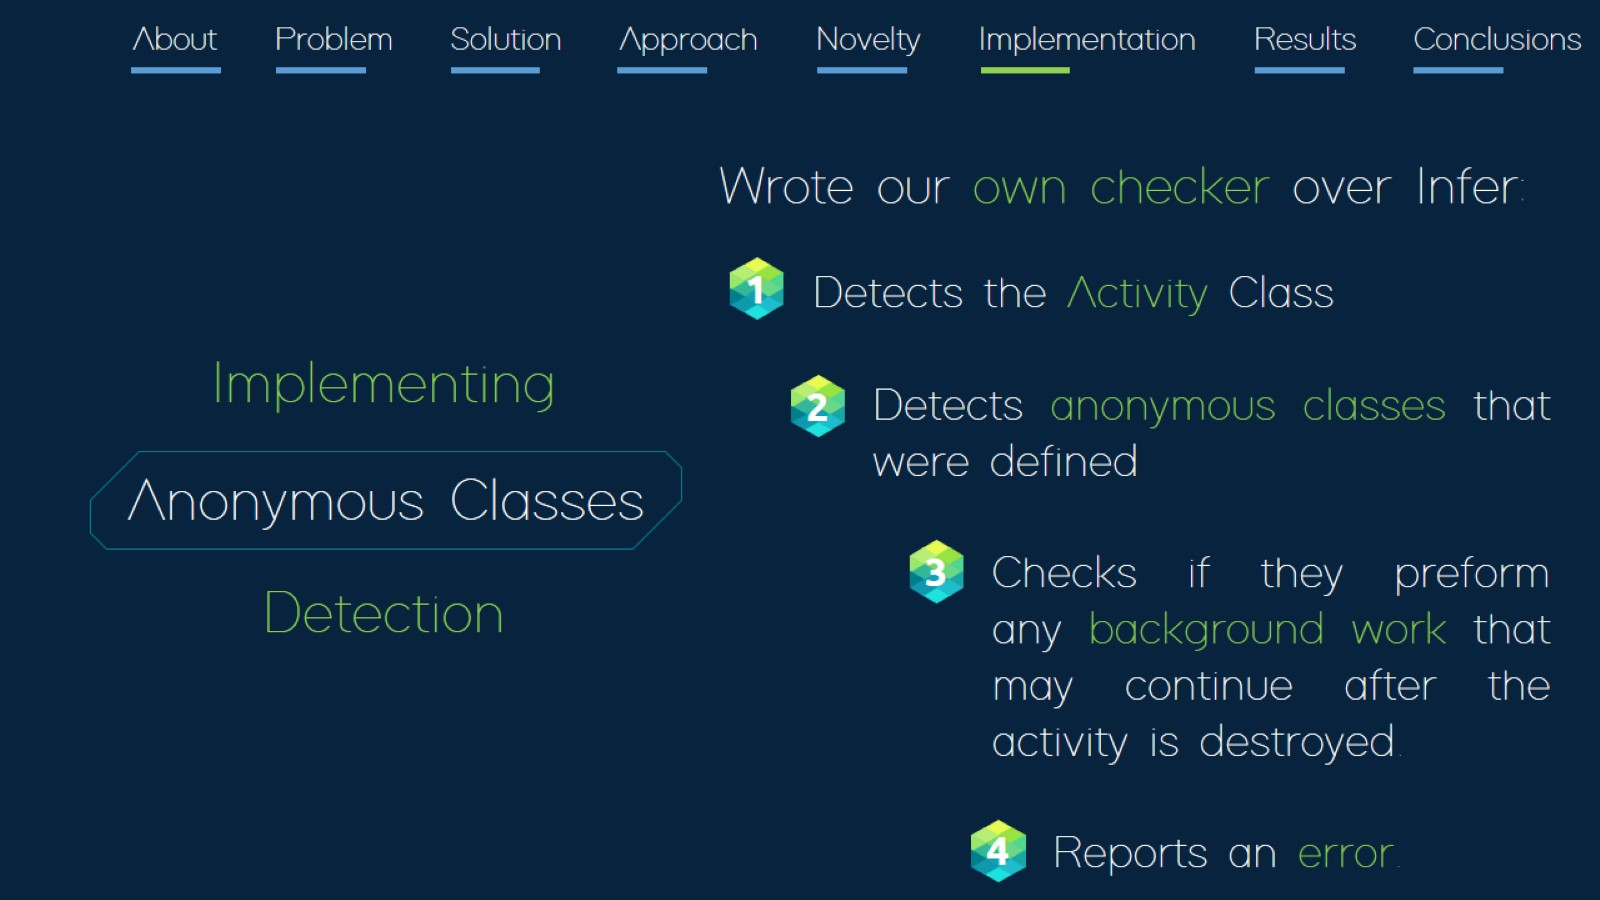 About Problem Solution Approach Novelty Implementation Results Conclusions
Implementing
Anonymous Classes
Detection
Wrote our own checker over Infer:
1 Detects the Activity Class
2 Detects anonymous classes that
were defined
3 Checks if they preform
any background work that
may continue after the
activity is destroyed.
4 Reports an error.